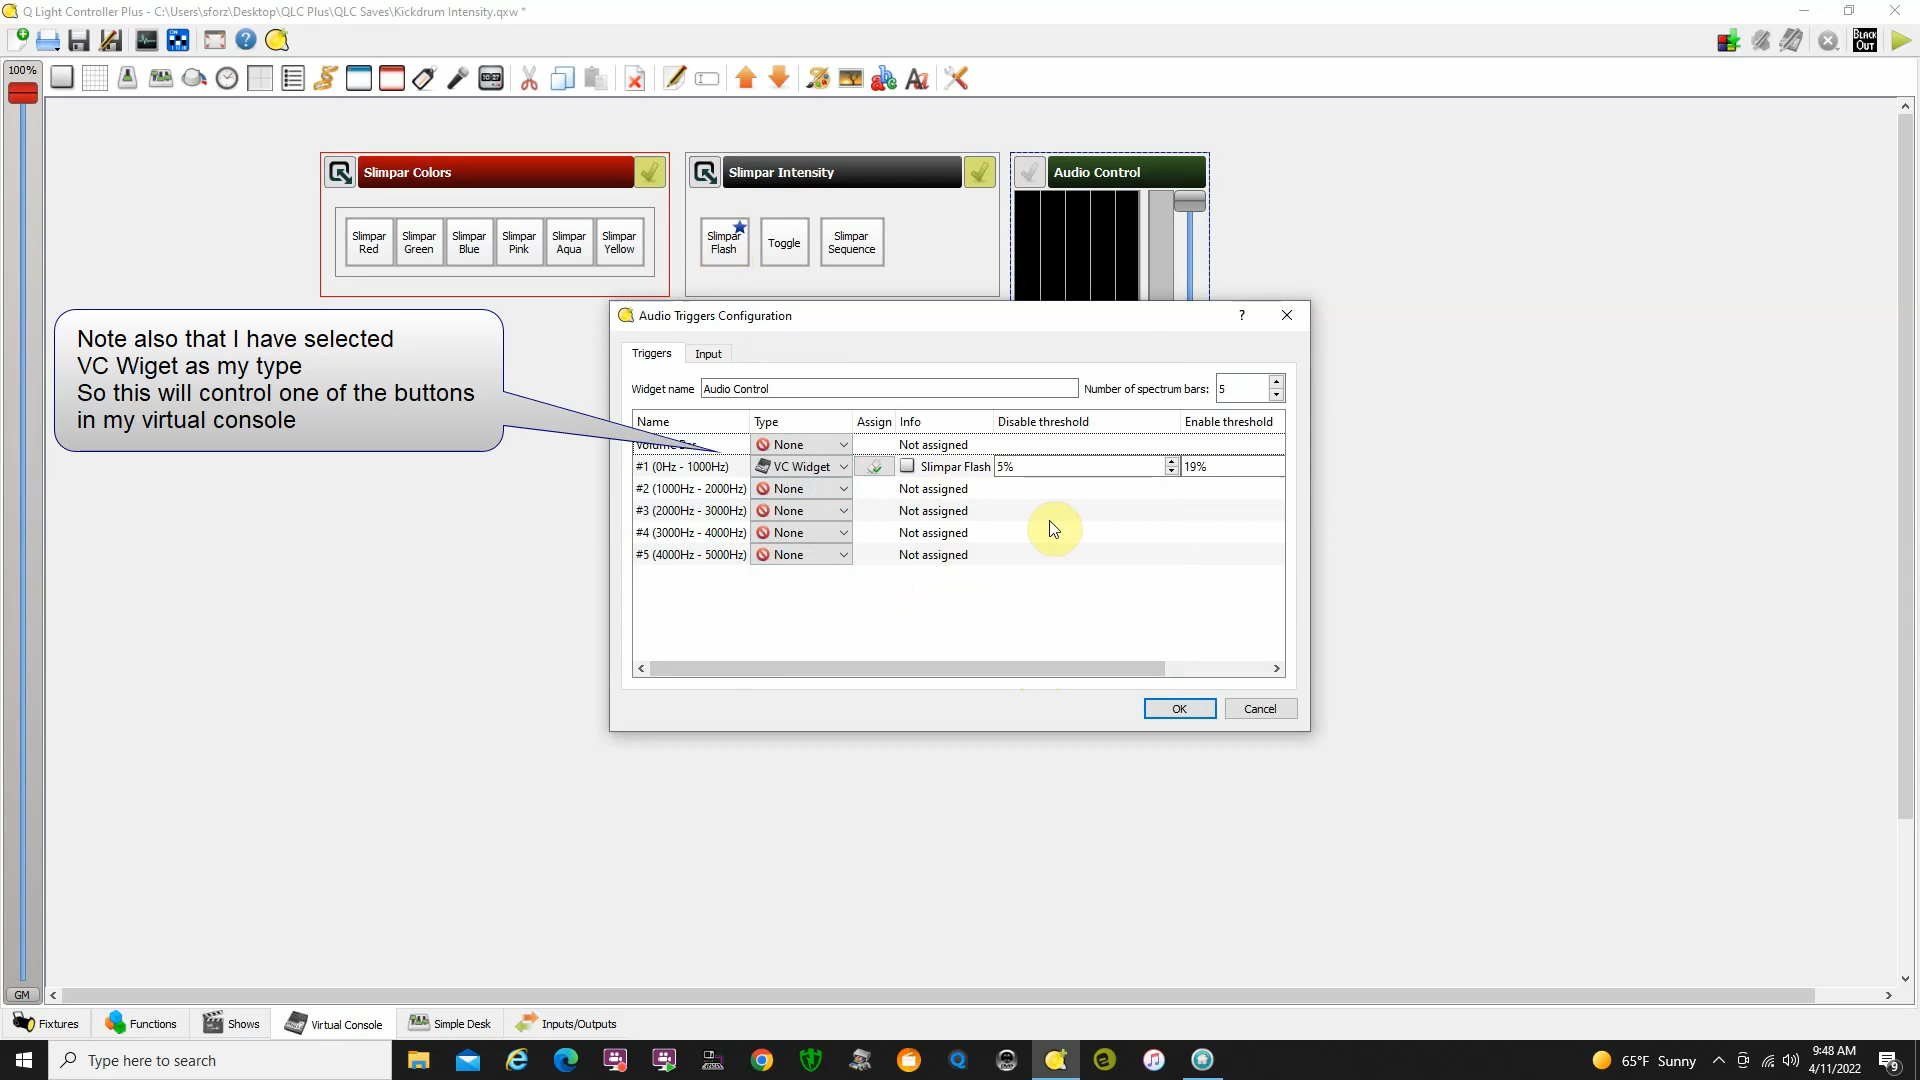 Q Light Controller Plus - C:\Users\sforz\Desktop\QLC Plus\QLC Saves\Kickdrum Intensity.qxw *
BLACK
OUT
100%
Slimpar Colors
Slimpar Intensity
Audio Control
Slimpar
Red
Slimpar
Green
Slimpar
Blue
Slimpar
Pink
Slimpar
Aqua
Slimpar
Yellow
Slimpar
Flash
Toggle
Slimpar
Sequence
Note also that I have selected
VC Wiget as my type
So this will control one of the buttons
in my virtual console
Audio Triggers Configuration
Triggers
Input
Widget name
Audio Control
Number of spectrum bars:
5
Name
Type
Assign
Info
Disable threshold
Enable threshold
None
Not assigned
#1 (0Hz - 1000Hz)
VC Widget
Slimpar Flash
5%
19%
#2 (1000Hz - 2000Hz)
None
Not assigned
#3 (2000Hz - 3000Hz)
None
Not assigned
#4 (3000Hz - 4000Hz)
None
Not assigned
#5 (4000Hz - 5000Hz)
None
Not assigned
OK
Cancel
GM
Fixtures
Functions
Shows
Virtual Console
Simple Desk
Inputs/Outputs
Type here to search
65°F Sunny
9:48 AM
4/11/2022
9